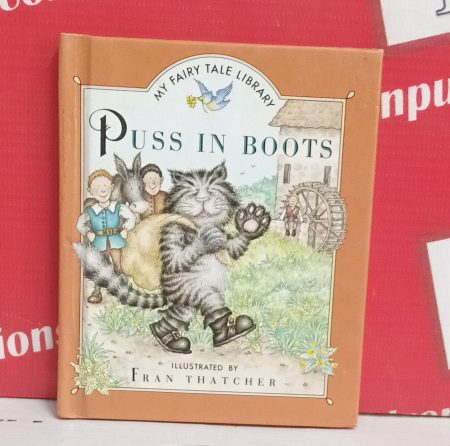 MY FAIRY TALE LIBRARY
PUSS IN BOOTS
ILLUSTRATED BY
FRAN THATCHER